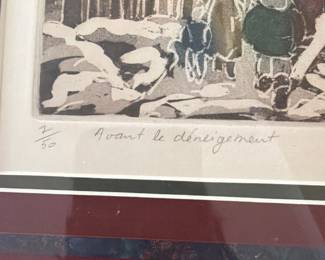 7/50 Avant le déneigement